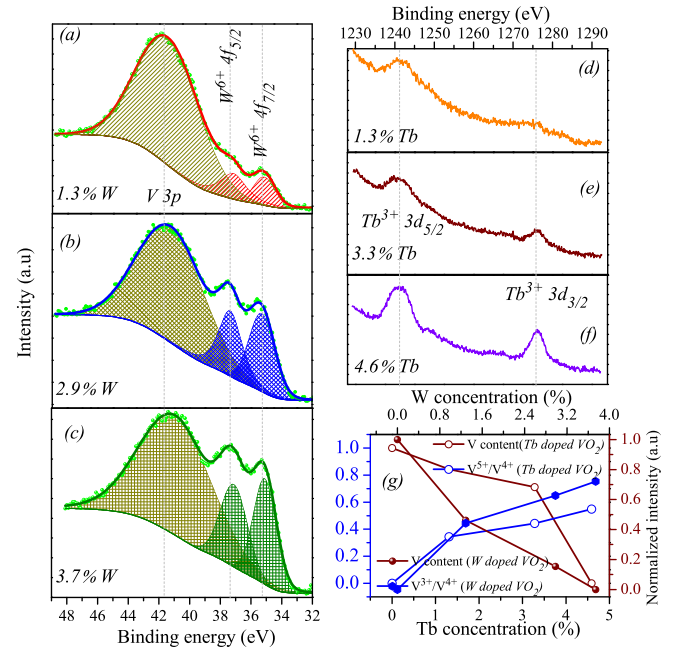 Binding energy (eV)
1230 1240 1250 1260 1270 1280 1290
(a)
W⁶⁺ 4f₅/₂
W⁶⁺ 4f₇/₂
V 3p
1.3% W
(b)
2.9% W
(c)
3.7% W
Intensity (a.u)
48 46 44 42 40 38 36 34 32
Binding energy (eV)
(d)
1.3% Tb
(e)
Tb³⁺ 3d₅/₂
3.3% Tb
Tb³⁺ 3d₃/₂
(f)
4.6% Tb
W concentration (%)
0.0 0.6 1.2 1.8 2.4 3.0 3.6 4.0
1.0
0.8
0.6
0.4
0.2
0.0
(g)
V content(Tb doped VO₂)
V⁵⁺/V⁴⁺ (Tb doped VO₂)
V content (W doped VO₂)
V³⁺/V⁴⁺ (W doped VO₂)
1.0
0.8
0.6
0.4
0.2
0.0
Normalized intensity (a.u)
0 1 2 3 4 5
Tb concentration (%)